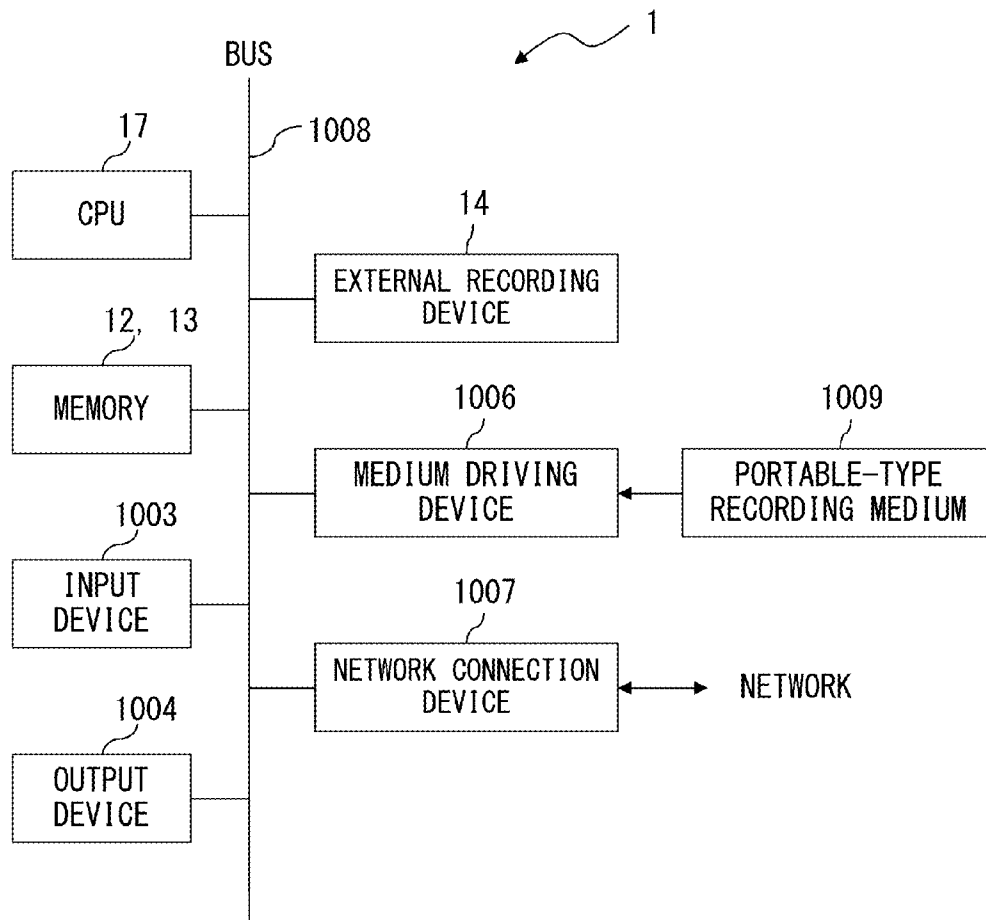 1
BUS
1008
17
CPU
14
EXTERNAL RECORDING
DEVICE
12, 13
MEMORY
1006
MEDIUM DRIVING
DEVICE
1009
PORTABLE-TYPE
RECORDING MEDIUM
1003
INPUT
DEVICE
1007
NETWORK CONNECTION
DEVICE
NETWORK
1004
OUTPUT
DEVICE